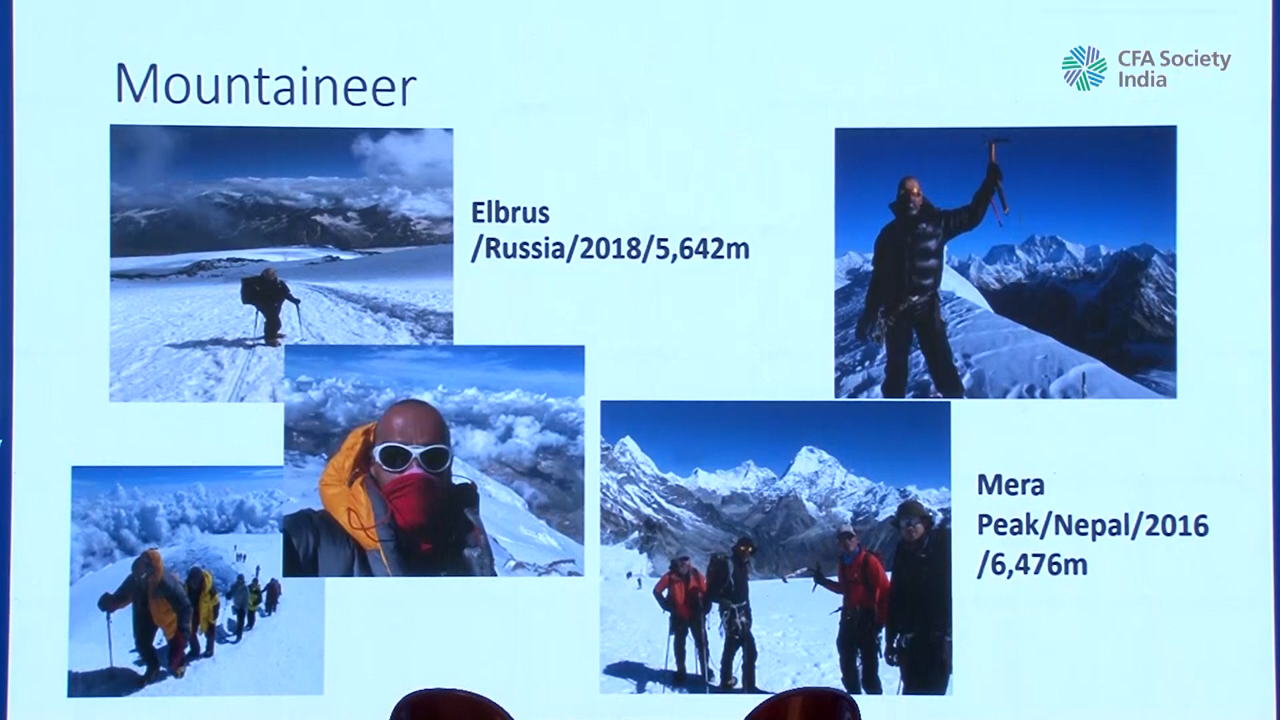 Mountaineer
CFA Society
India
Elbrus
/Russia/2018/5,642m
Mera
Peak/Nepal/2016
/6,476m